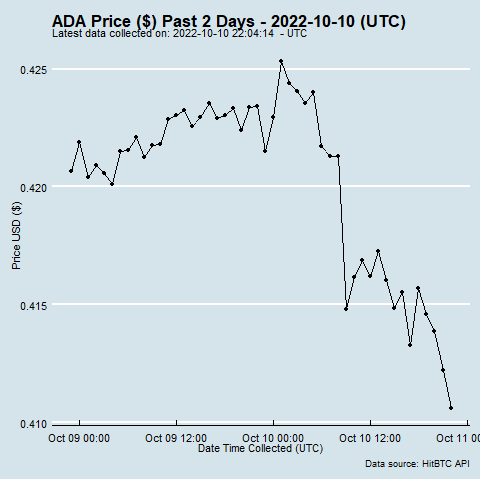 ADA Price ($) Past 2 Days - 2022-10-10 (UTC)
Latest data collected on: 2022-10-10 22:04:14 - UTC
0.425
0.420
0.415
0.410
Price USD ($)
Oct 09 00:00 Oct 09 12:00 Oct 10 00:00 Oct 10 12:00 Oct 11 00
Date Time Collected (UTC)
Data source: HitBTC API